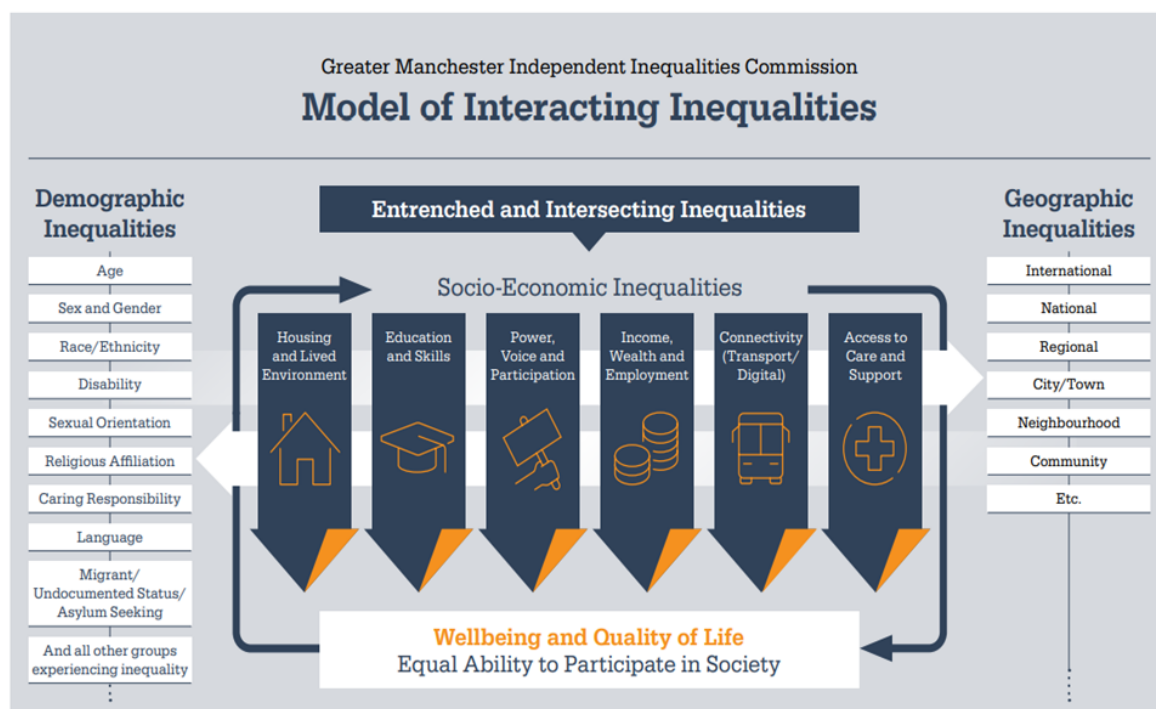 Greater Manchester Independent Inequalities Commission
Model of Interacting Inequalities
Demographic
Inequalities
Age
Sex and Gender
Race/Ethnicity
Disability
Sexual Orientation
Religious Affiliation
Caring Responsibility
Language
Migrant/
Undocumented Status/
Asylum Seeking
And all other groups
experiencing inequality
Entrenched and Intersecting Inequalities
Socio-Economic Inequalities
Housing
and Lived
Environment
Education
and Skills
Power,
Voice and
Participation
Income,
Wealth and
Employment
Connectivity
(Transport/
Digital)
Access to
Care and
Support
Wellbeing and Quality of Life
Equal Ability to Participate in Society
Geographic
Inequalities
International
National
Regional
City/Town
Neighbourhood
Community
Etc.